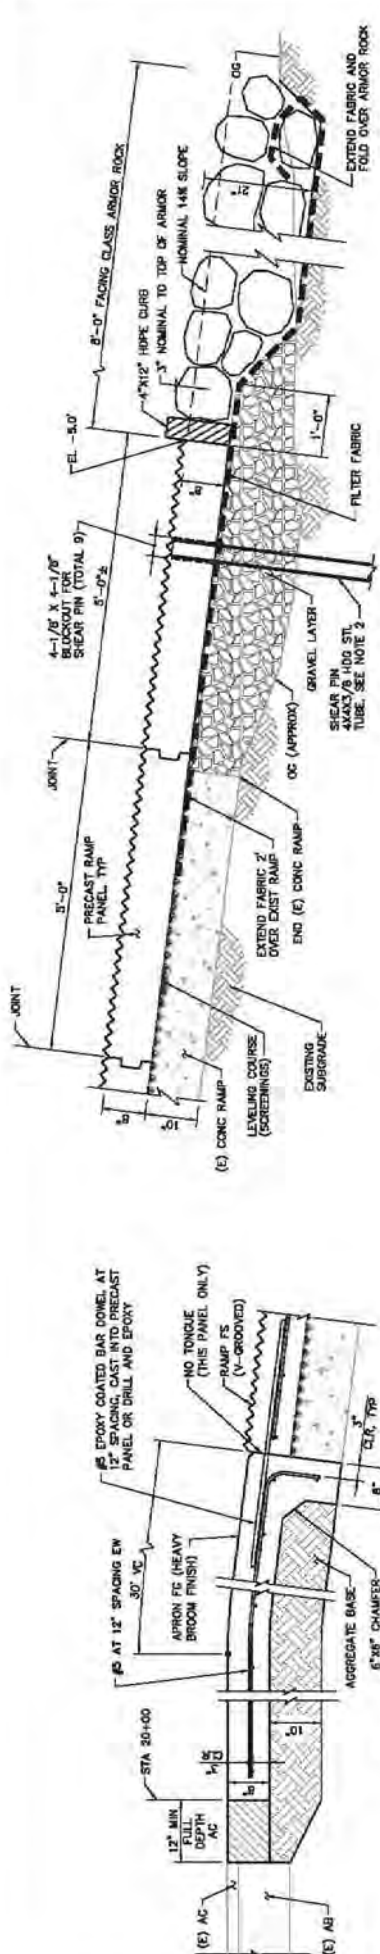 (E) AC
(E) AB
12" MIN
FULL
DEPTH
AC
STA 20+00
8"
10"
#5 AT 12" SPACING EW
30' VC
APRON FC (HEAVY
BROOM FINISH)
#5 EPOXY COATED BAR DOWEL AT
12" SPACING, CAST INTO PRECAST
PANEL OR DRILL AND EPOXY
NO TONGUE
(THIS PANEL ONLY)
RAMP FS
(V-GROOVED)
AGGREGATE BASE
6"X6" CHAMFER
3"
CLR, TYP
8"
JOINT
8"
10"
(E) CONC RAMP
LEVELING COURSE
(SCREENINGS)
EXISTING
SUBGRADE
5'-0"
PRECAST RAMP
PANEL TYP
JOINT
EXTEND FABRIC 2'
OVER EXIST RAMP
END (E) CONC RAMP
OG (APPROX)
4-1/8" X 4-1/8"
BLOCKOUT FOR
SHEAR PIN (TOTAL 9)
5'-0"±
EL -5.0'
4"X12" HDPE CURB
3" NOMINAL TO TOP OF ARMOR
8"
1'-0"
GRAVEL LAYER
SHEAR PIN
4X4X3/8 HDG STL
TUBE, SEE NOTE 2
FILTER FABRIC
8'-0" FACING CLASS ARMOR ROCK
NOMINAL 14% SLOPE
OG
EXTEND FABRIC AND
FOLD OVER ARMOR ROCK